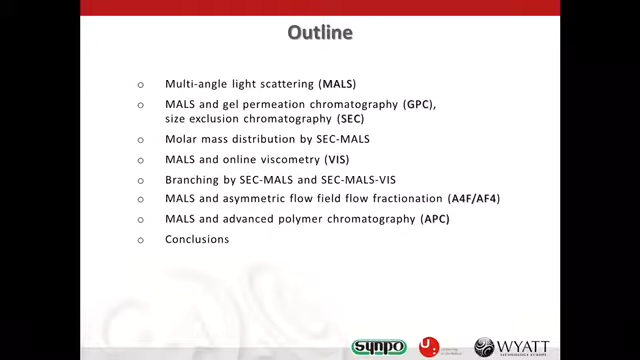 Outline
o Multi-angle light scattering (MALS)
o MALS and gel permeation chromatography (GPC),
size exclusion chromatography (SEC)
o Molar mass distribution by SEC-MALS
o MALS and online viscometry (VIS)
o Branching by SEC-MALS and SEC-MALS-VIS
o MALS and asymmetric flow field flow fractionation (A4F/AF4)
o MALS and advanced polymer chromatography (APC)
o Conclusions
synpo
WYATT